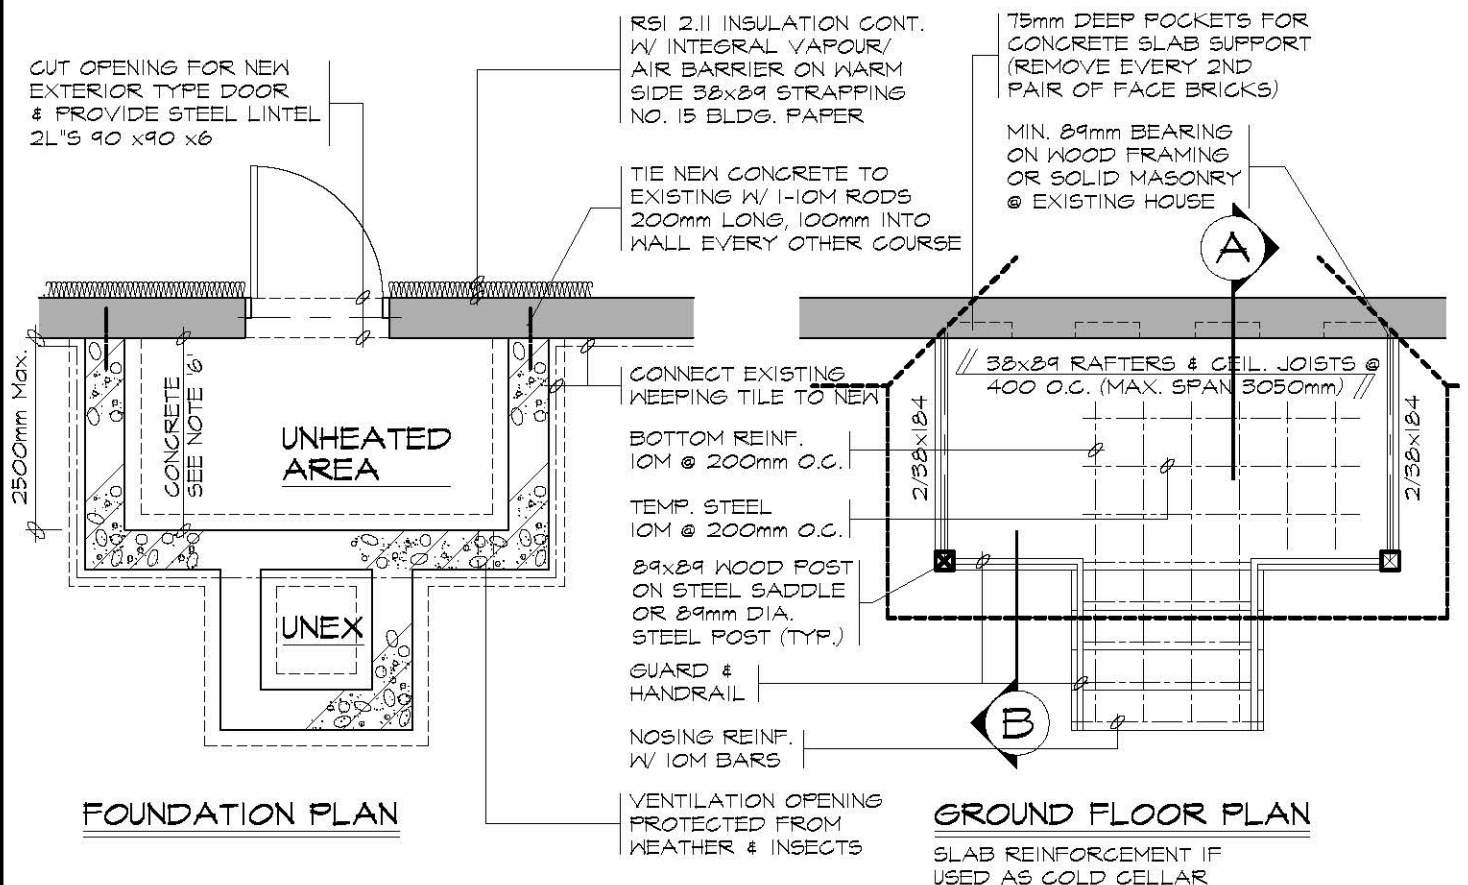 CUT OPENING FOR NEW
EXTERIOR TYPE DOOR
& PROVIDE STEEL LINTEL
2L"S 90 x90 x6
RSI 2.11 INSULATION CONT.
W/ INTEGRAL VAPOUR/
AIR BARRIER ON WARM
SIDE 38x89 STRAPPING
NO. 15 BLDG. PAPER
75mm DEEP POCKETS FOR
CONCRETE SLAB SUPPORT
(REMOVE EVERY 2ND
PAIR OF FACE BRICKS)
MIN. 89mm BEARING
ON WOOD FRAMING
OR SOLID MASONRY
@ EXISTING HOUSE
TIE NEW CONCRETE TO
EXISTING W/ 1-10M RODS
200mm LONG, 100mm INTO
WALL EVERY OTHER COURSE
A
2500mm Max.
CONCRETE
SEE NOTE '6'
UNHEATED
AREA
CONNECT EXISTING
WEEPING TILE TO NEW
38x89 RAFTERS & CEIL. JOISTS @
400 O.C. (MAX. SPAN 3050mm)
2/38x184
2/38x184
BOTTOM REINF.
10M @ 200mm O.C.
TEMP. STEEL
10M @ 200mm O.C.
89x89 WOOD POST
ON STEEL SADDLE
OR 89mm DIA.
STEEL POST (TYP.)
UNEX
GUARD &
HANDRAIL
B
NOSING REINF.
W/ 10M BARS
VENTILATION OPENING
PROTECTED FROM
WEATHER & INSECTS
FOUNDATION PLAN
GROUND FLOOR PLAN
SLAB REINFORCEMENT IF
USED AS COLD CELLAR